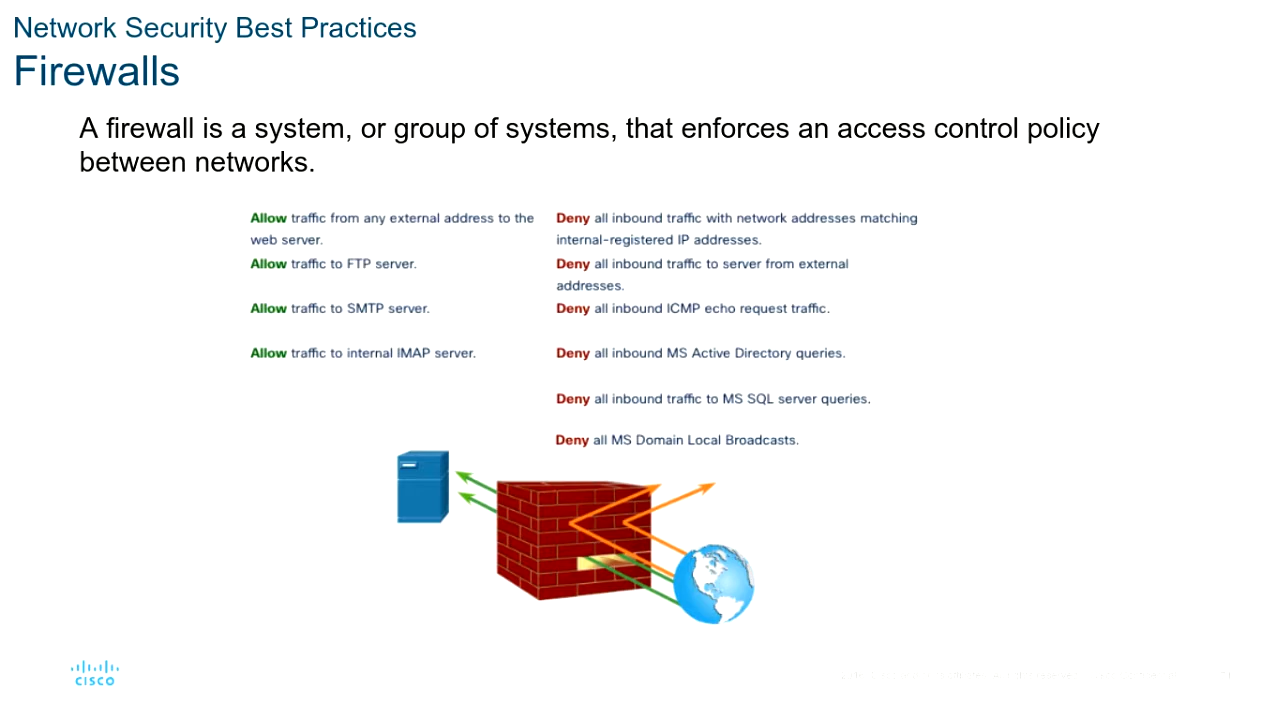 Network Security Best Practices
Firewalls
A firewall is a system, or group of systems, that enforces an access control policy
between networks.
Allow traffic from any external address to the
web server.
Allow traffic to FTP server.
Allow traffic to SMTP server.
Allow traffic to internal IMAP server.
Deny all inbound traffic with network addresses matching
internal-registered IP addresses.
Deny all inbound traffic to server from external
addresses.
Deny all inbound ICMP echo request traffic.
Deny all inbound MS Active Directory queries.
Deny all inbound traffic to MS SQL server queries.
Deny all MS Domain Local Broadcasts.
CISCO